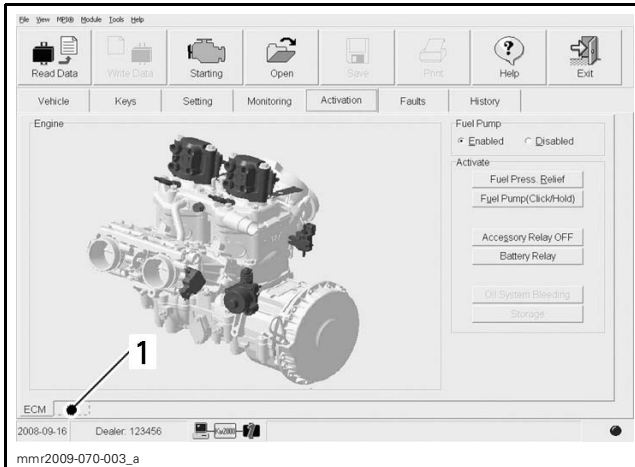 File View MPI® Module Tools Help
Read Data Write Data Starting Open Save Print Help Exit
Vehicle Keys Setting Monitoring Activation Faults History
Engine
Fuel Pump
Enabled Disabled
Activate
Fuel Press. Relief
Fuel Pump(Click/Hold)
Accessory Relay OFF
Battery Relay
Oil System Bleeding
Storage
1
ECM
2008-09-16 Dealer: 123456 Kw2000
mmr2009-070-003_a